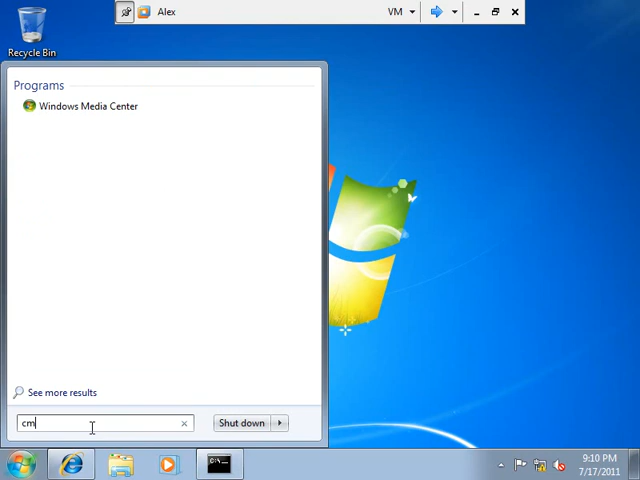 Alex
VM
Recycle Bin
Programs
Windows Media Center
See more results
cm
Shut down
C:\_
9:10 PM
7/17/2011